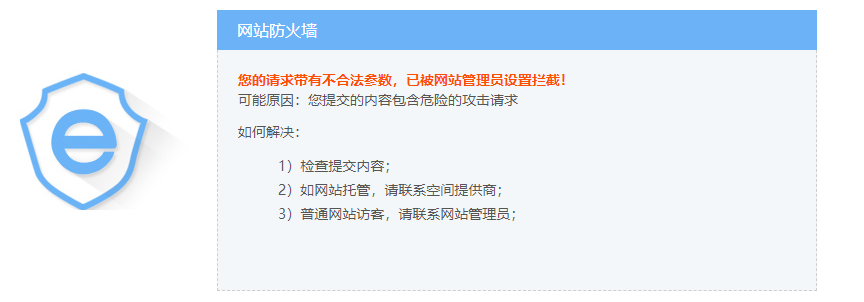 网站防火墙
您的请求带有不合法参数，已被网站管理员设置拦截！
可能原因：您提交的内容包含危险的攻击请求
如何解决：
1）检查提交内容；
2）如网站托管，请联系空间提供商；
3）普通网站访客，请联系网站管理员；